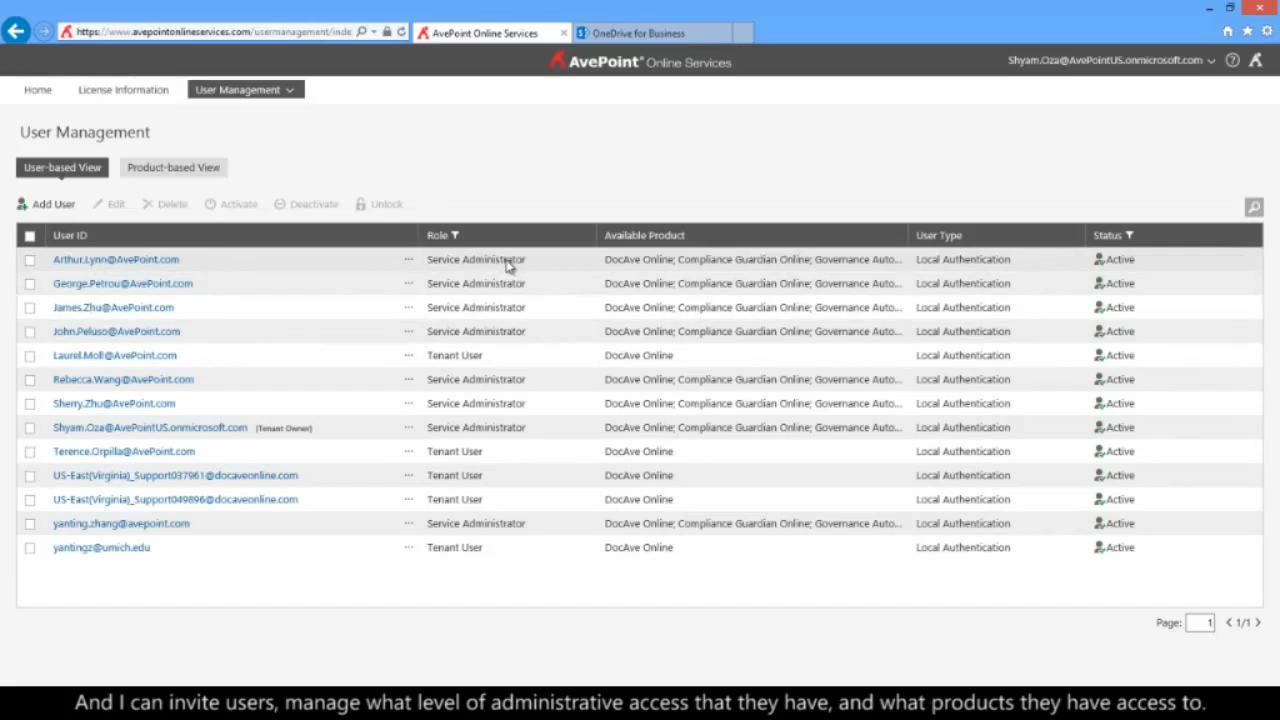 https://www.avepointonlineservices.com/usermanagement/inde
AvePoint Online Services
OneDrive for Business
AvePoint Online Services
Shyam.Oza@AvePointUS.onmicrosoft.com
Home License Information User Management
User Management
User-based View Product-based View
Add User Edit Delete Activate Deactivate Unlock
User ID Role Available Product User Type Status
Arthur.Lynn@AvePoint.com ... Service Administrator DocAve Online; Compliance Guardian Online; Governance Auto... Local Authentication Active
George.Petrou@AvePoint.com ... Service Administrator DocAve Online; Compliance Guardian Online; Governance Auto... Local Authentication Active
James.Zhu@AvePoint.com ... Service Administrator DocAve Online; Compliance Guardian Online; Governance Auto... Local Authentication Active
John.Peluso@AvePoint.com ... Service Administrator DocAve Online; Compliance Guardian Online; Governance Auto... Local Authentication Active
Laurel.Moll@AvePoint.com ... Tenant User DocAve Online Local Authentication Active
Rebecca.Wang@AvePoint.com ... Service Administrator DocAve Online; Compliance Guardian Online; Governance Auto... Local Authentication Active
Sherry.Zhu@AvePoint.com ... Service Administrator DocAve Online; Compliance Guardian Online; Governance Auto... Local Authentication Active
Shyam.Oza@AvePointUS.onmicrosoft.com [Tenant Owner] ... Service Administrator DocAve Online; Compliance Guardian Online; Governance Auto... Local Authentication Active
Terence.Orpilla@AvePoint.com ... Tenant User DocAve Online Local Authentication Active
US-East(Virginia)_Support037961@docaveonline.com ... Tenant User DocAve Online Local Authentication Active
US-East(Virginia)_Support049896@docaveonline.com ... Tenant User DocAve Online Local Authentication Active
yanting.zhang@avepoint.com ... Service Administrator DocAve Online; Compliance Guardian Online; Governance Auto... Local Authentication Active
yantingz@umich.edu ... Tenant User DocAve Online Local Authentication Active
Page: 1 < 1/1 >
And I can invite users, manage what level of administrative access that they have, and what products they have access to.